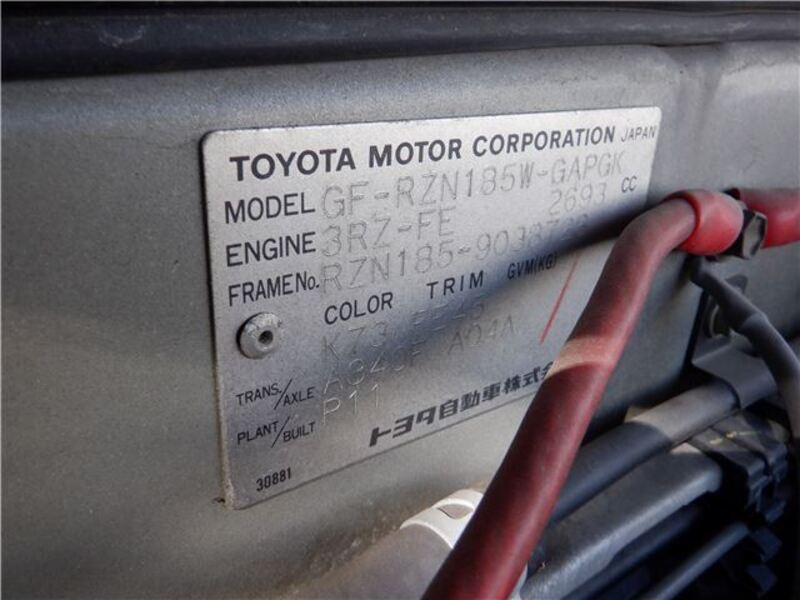 TOYOTA MOTOR CORPORATION JAPAN
MODEL GF-RZN185W-GAPGK
ENGINE 3RZ-FE 2693 CC
FRAME No.
COLOR TRIM GVM(KG)
TRANS./AXLE A04A
PLANT/BUILT P11
トヨタ自動車株式
30881